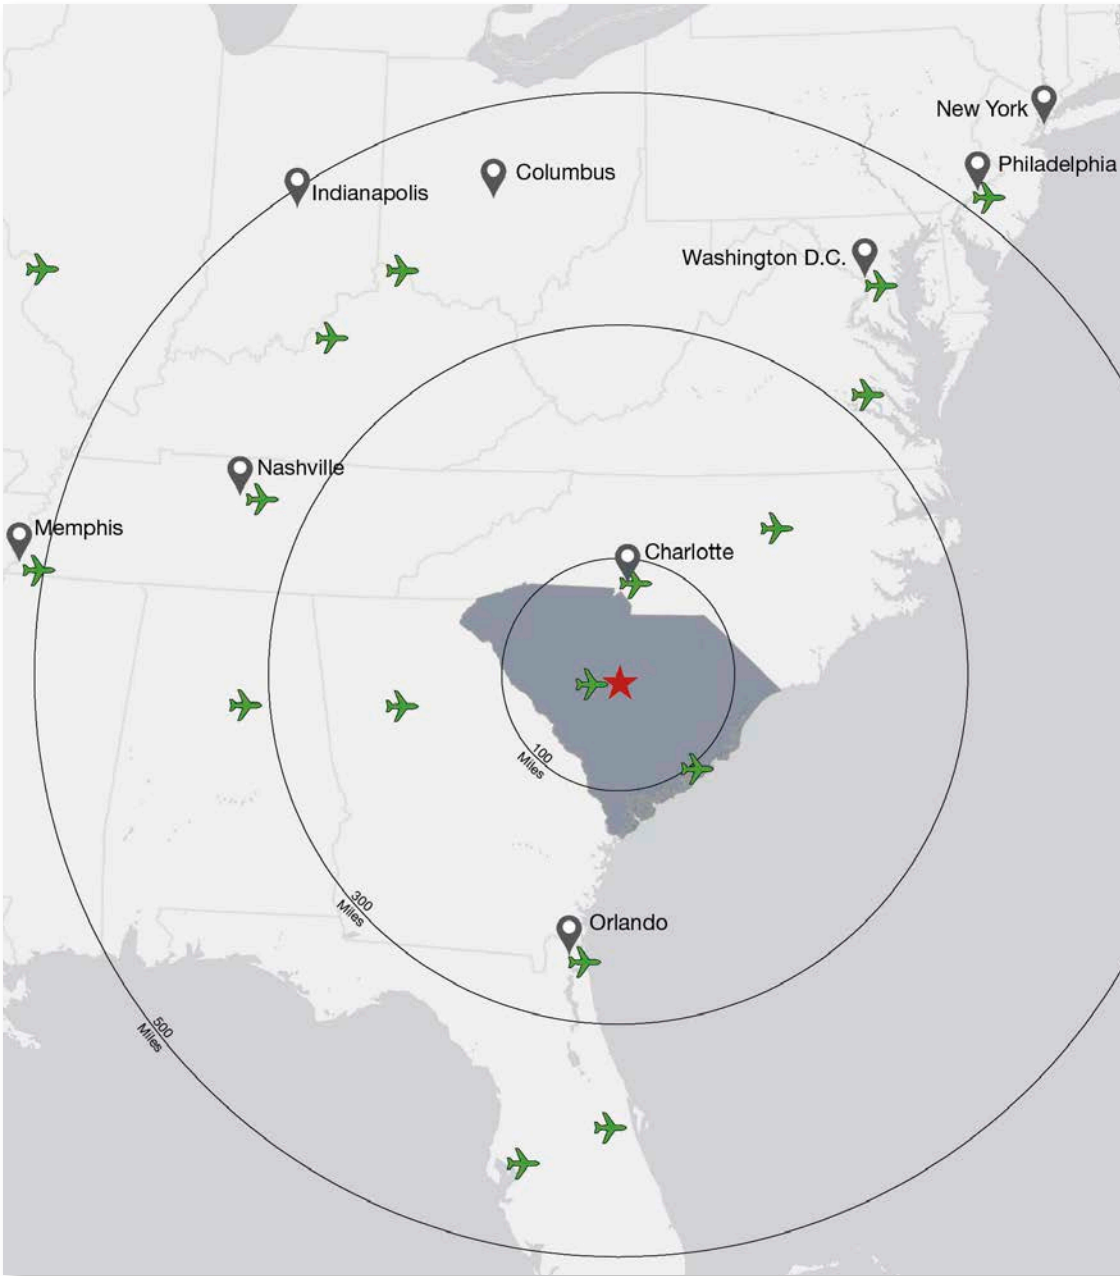 New York
Philadelphia
Columbus
Indianapolis
Washington D.C.
Nashville
Memphis
Charlotte
100
Miles
300
Miles
Orlando
500
Miles